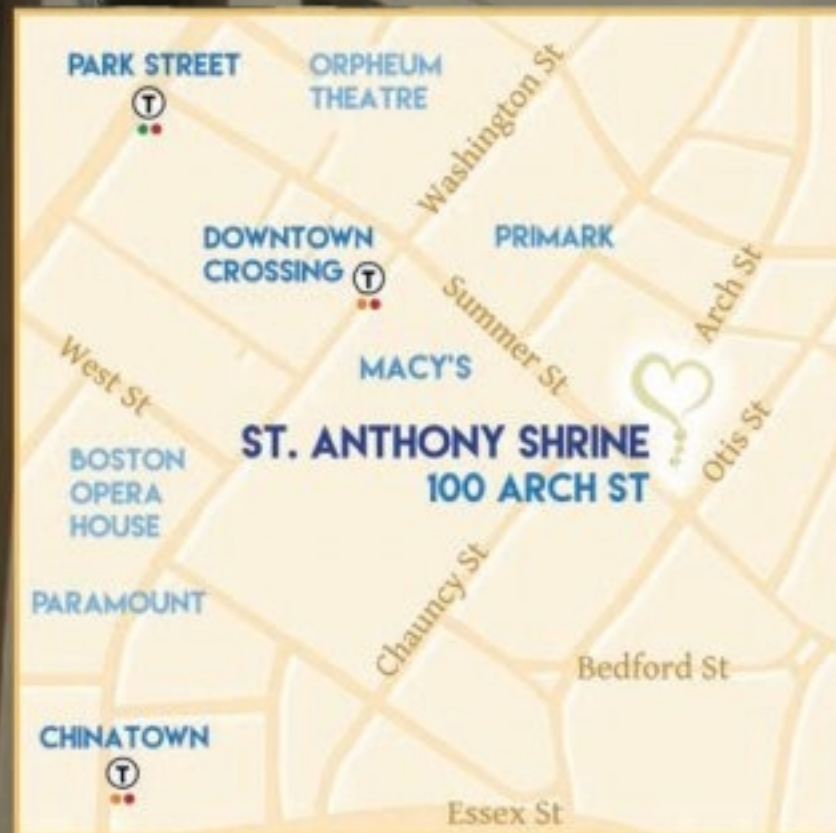 PARK STREET
T
ORPHEUM
THEATRE
Washington St
DOWNTOWN
CROSSING T
PRIMARK
Summer St
Arch St
MACY'S
West St
ST. ANTHONY SHRINE
100 ARCH ST
Otis St
BOSTON
OPERA
HOUSE
PARAMOUNT
Chauncy St
Bedford St
CHINATOWN
T
Essex St